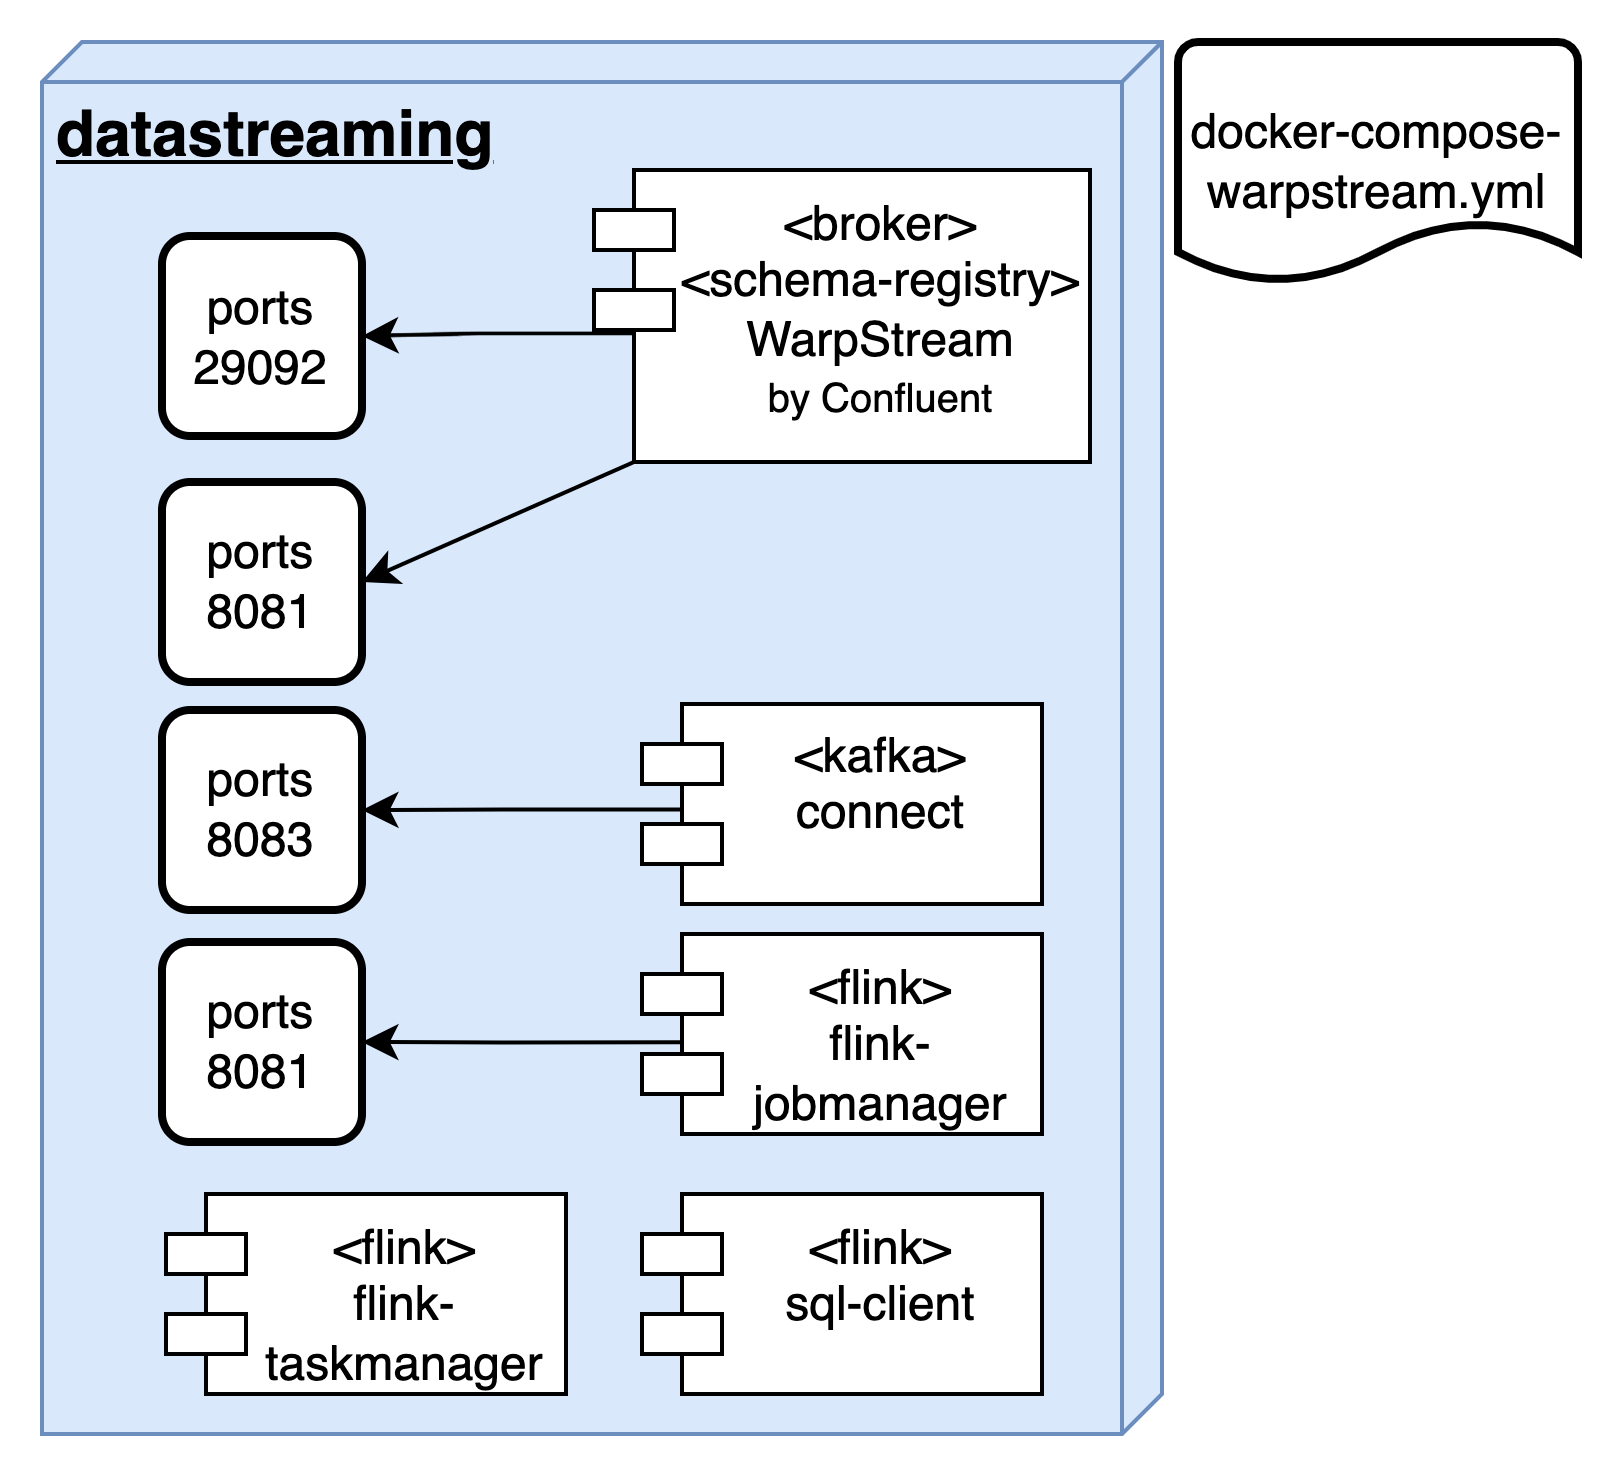 datastreaming
docker-compose-
warpstream.yml
<broker>
<schema-registry>
WarpStream
by Confluent
ports
29092
ports
8081
<kafka>
connect
ports
8083
<flink>
flink-
jobmanager
ports
8081
<flink>
flink-
taskmanager
<flink>
sql-client